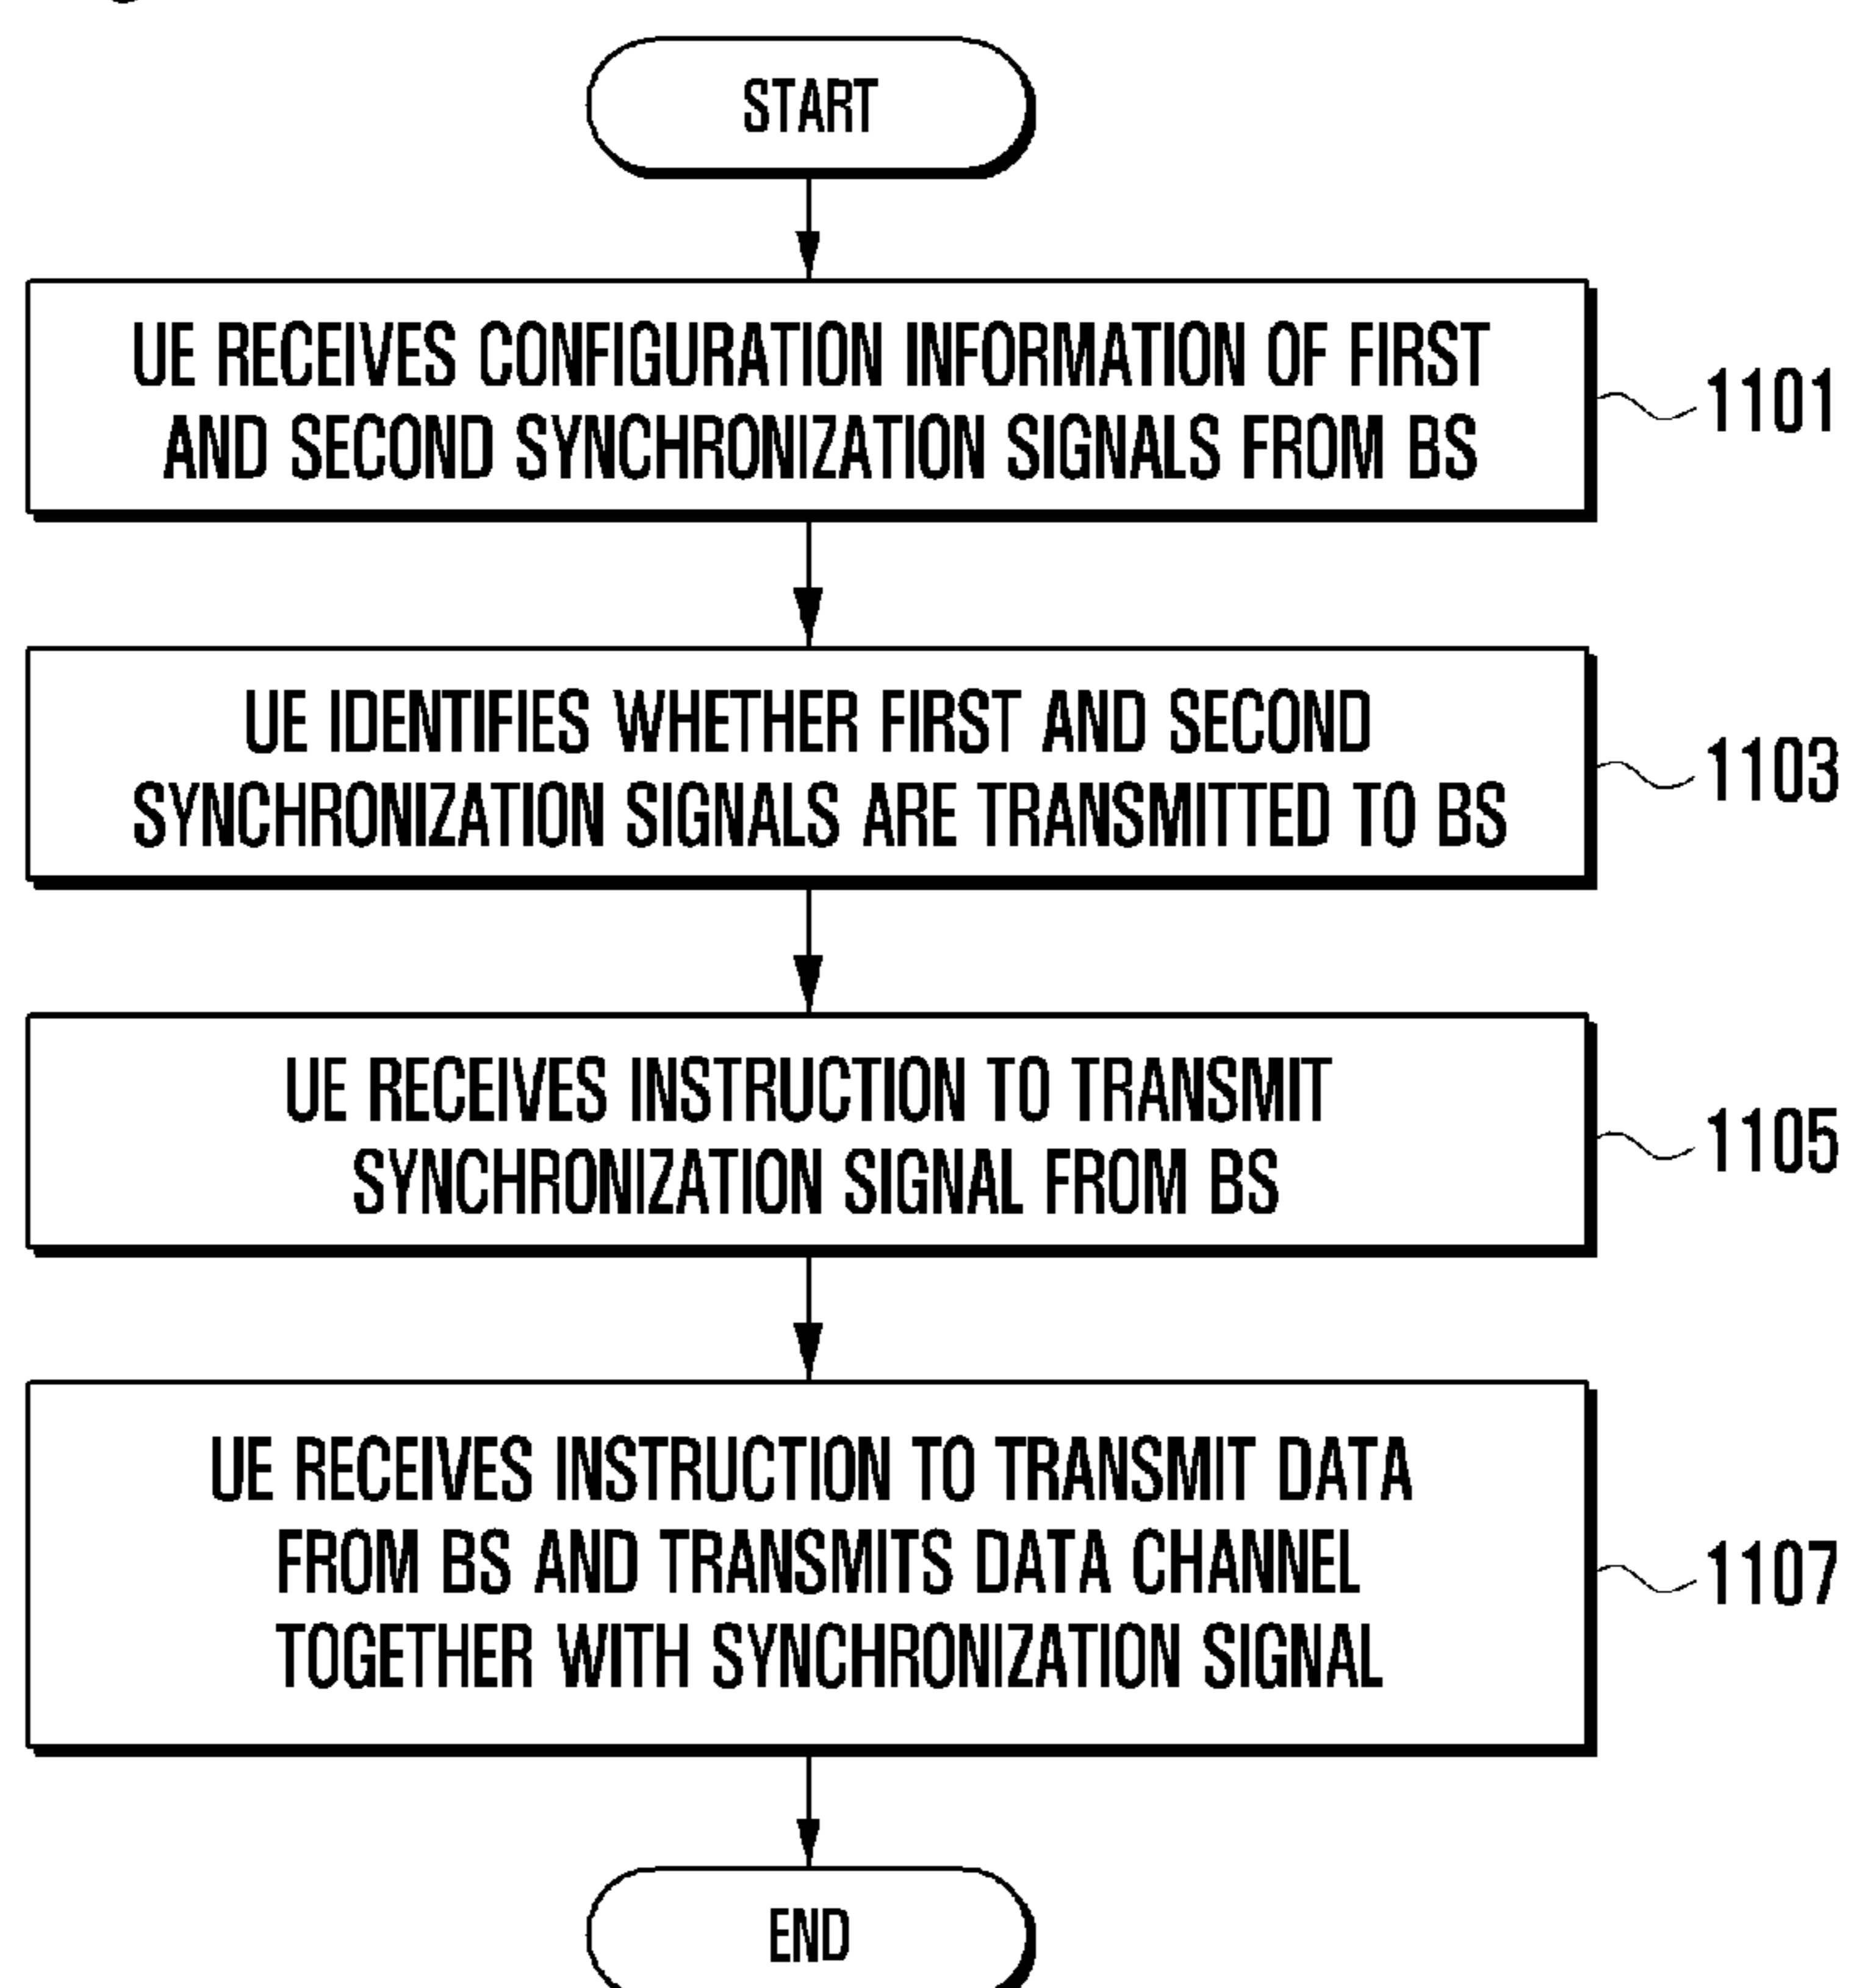 START
UE RECEIVES CONFIGURATION INFORMATION OF FIRST
AND SECOND SYNCHRONIZATION SIGNALS FROM BS
1101
UE IDENTIFIES WHETHER FIRST AND SECOND
SYNCHRONIZATION SIGNALS ARE TRANSMITTED TO BS
1103
UE RECEIVES INSTRUCTION TO TRANSMIT
SYNCHRONIZATION SIGNAL FROM BS
1105
UE RECEIVES INSTRUCTION TO TRANSMIT DATA
FROM BS AND TRANSMITS DATA CHANNEL
TOGETHER WITH SYNCHRONIZATION SIGNAL
1107
END